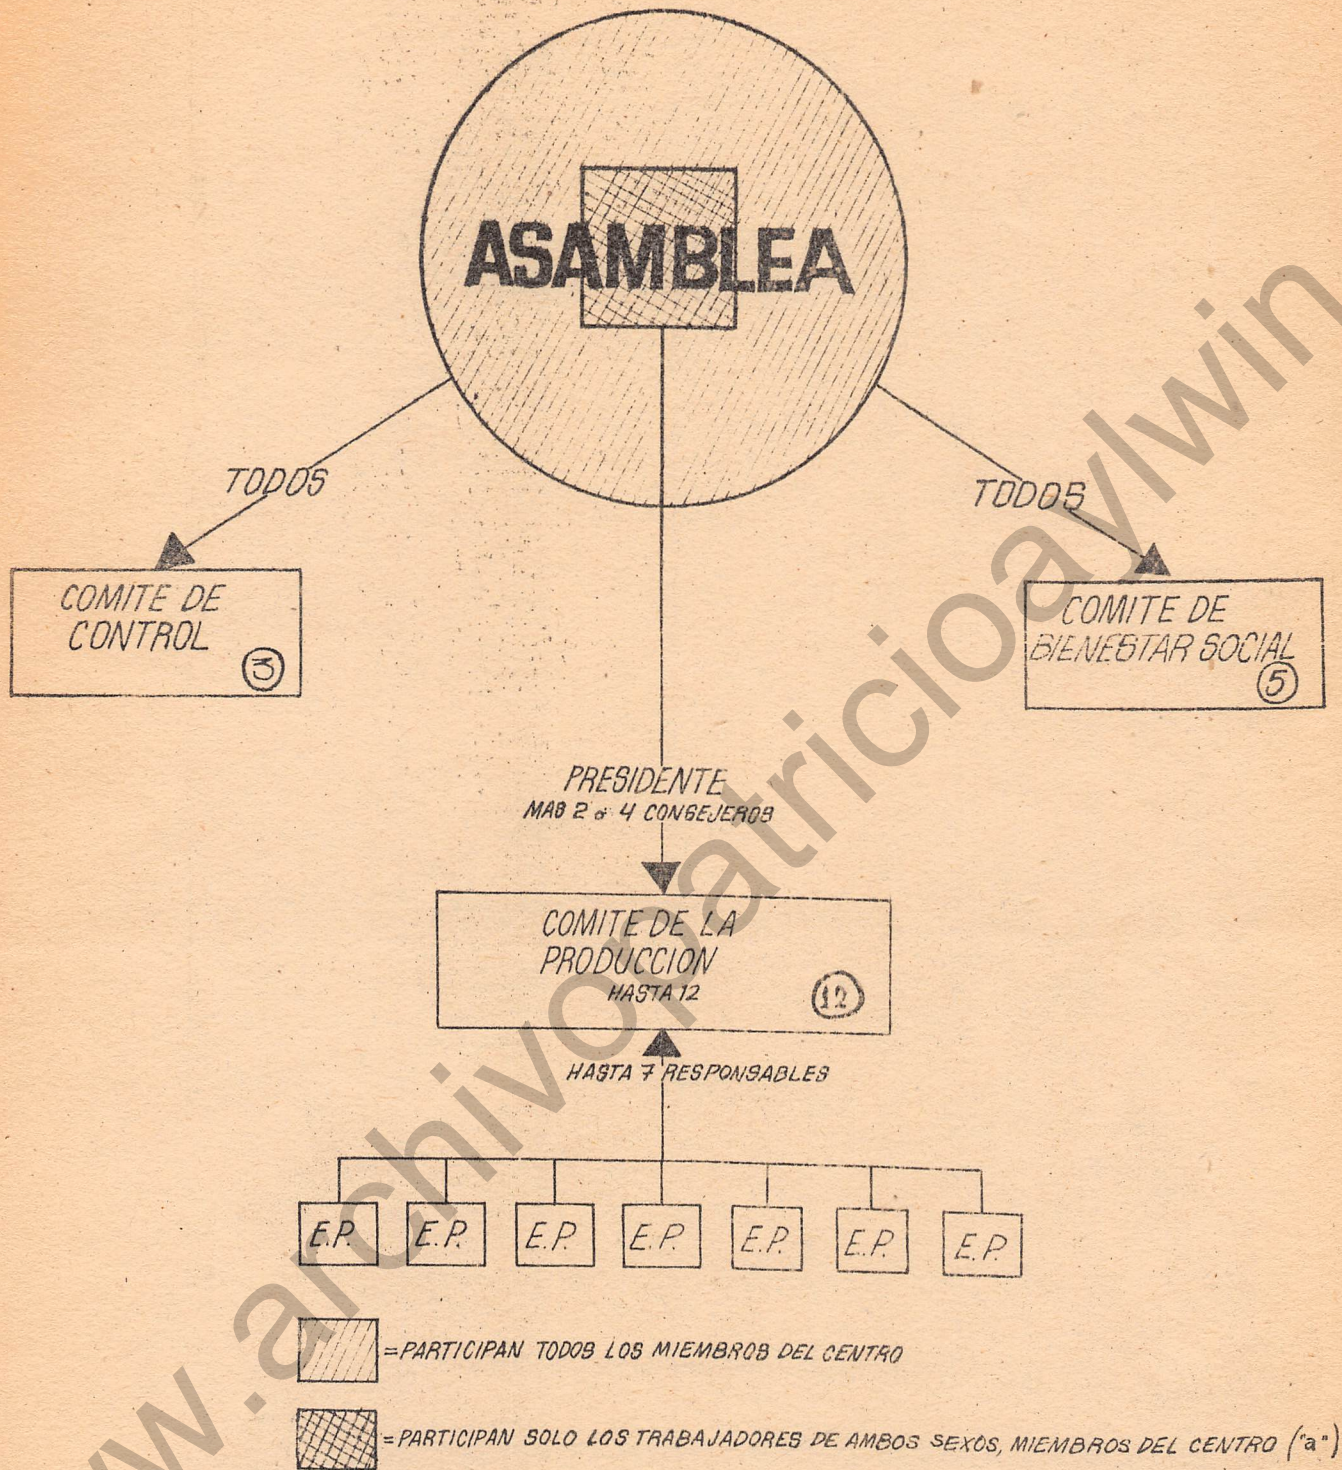 ASAMBLEA
TODOS
TODOS
COMITE DE
CONTROL
3
COMITE DE
BIENESTAR SOCIAL
5
PRESIDENTE
MAS 2 o 4 CONSEJEROS
COMITE DE LA
PRODUCCION
HASTA 12
12
HASTA 7 RESPONSABLES
E.P. E.P. E.P. E.P. E.P. E.P. E.P.
=PARTICIPAN TODOS LOS MIEMBROS DEL CENTRO
=PARTICIPAN SOLO LOS TRABAJADORES DE AMBOS SEXOS, MIEMBROS DEL CENTRO ("a")
www.archivopatricioaylwin